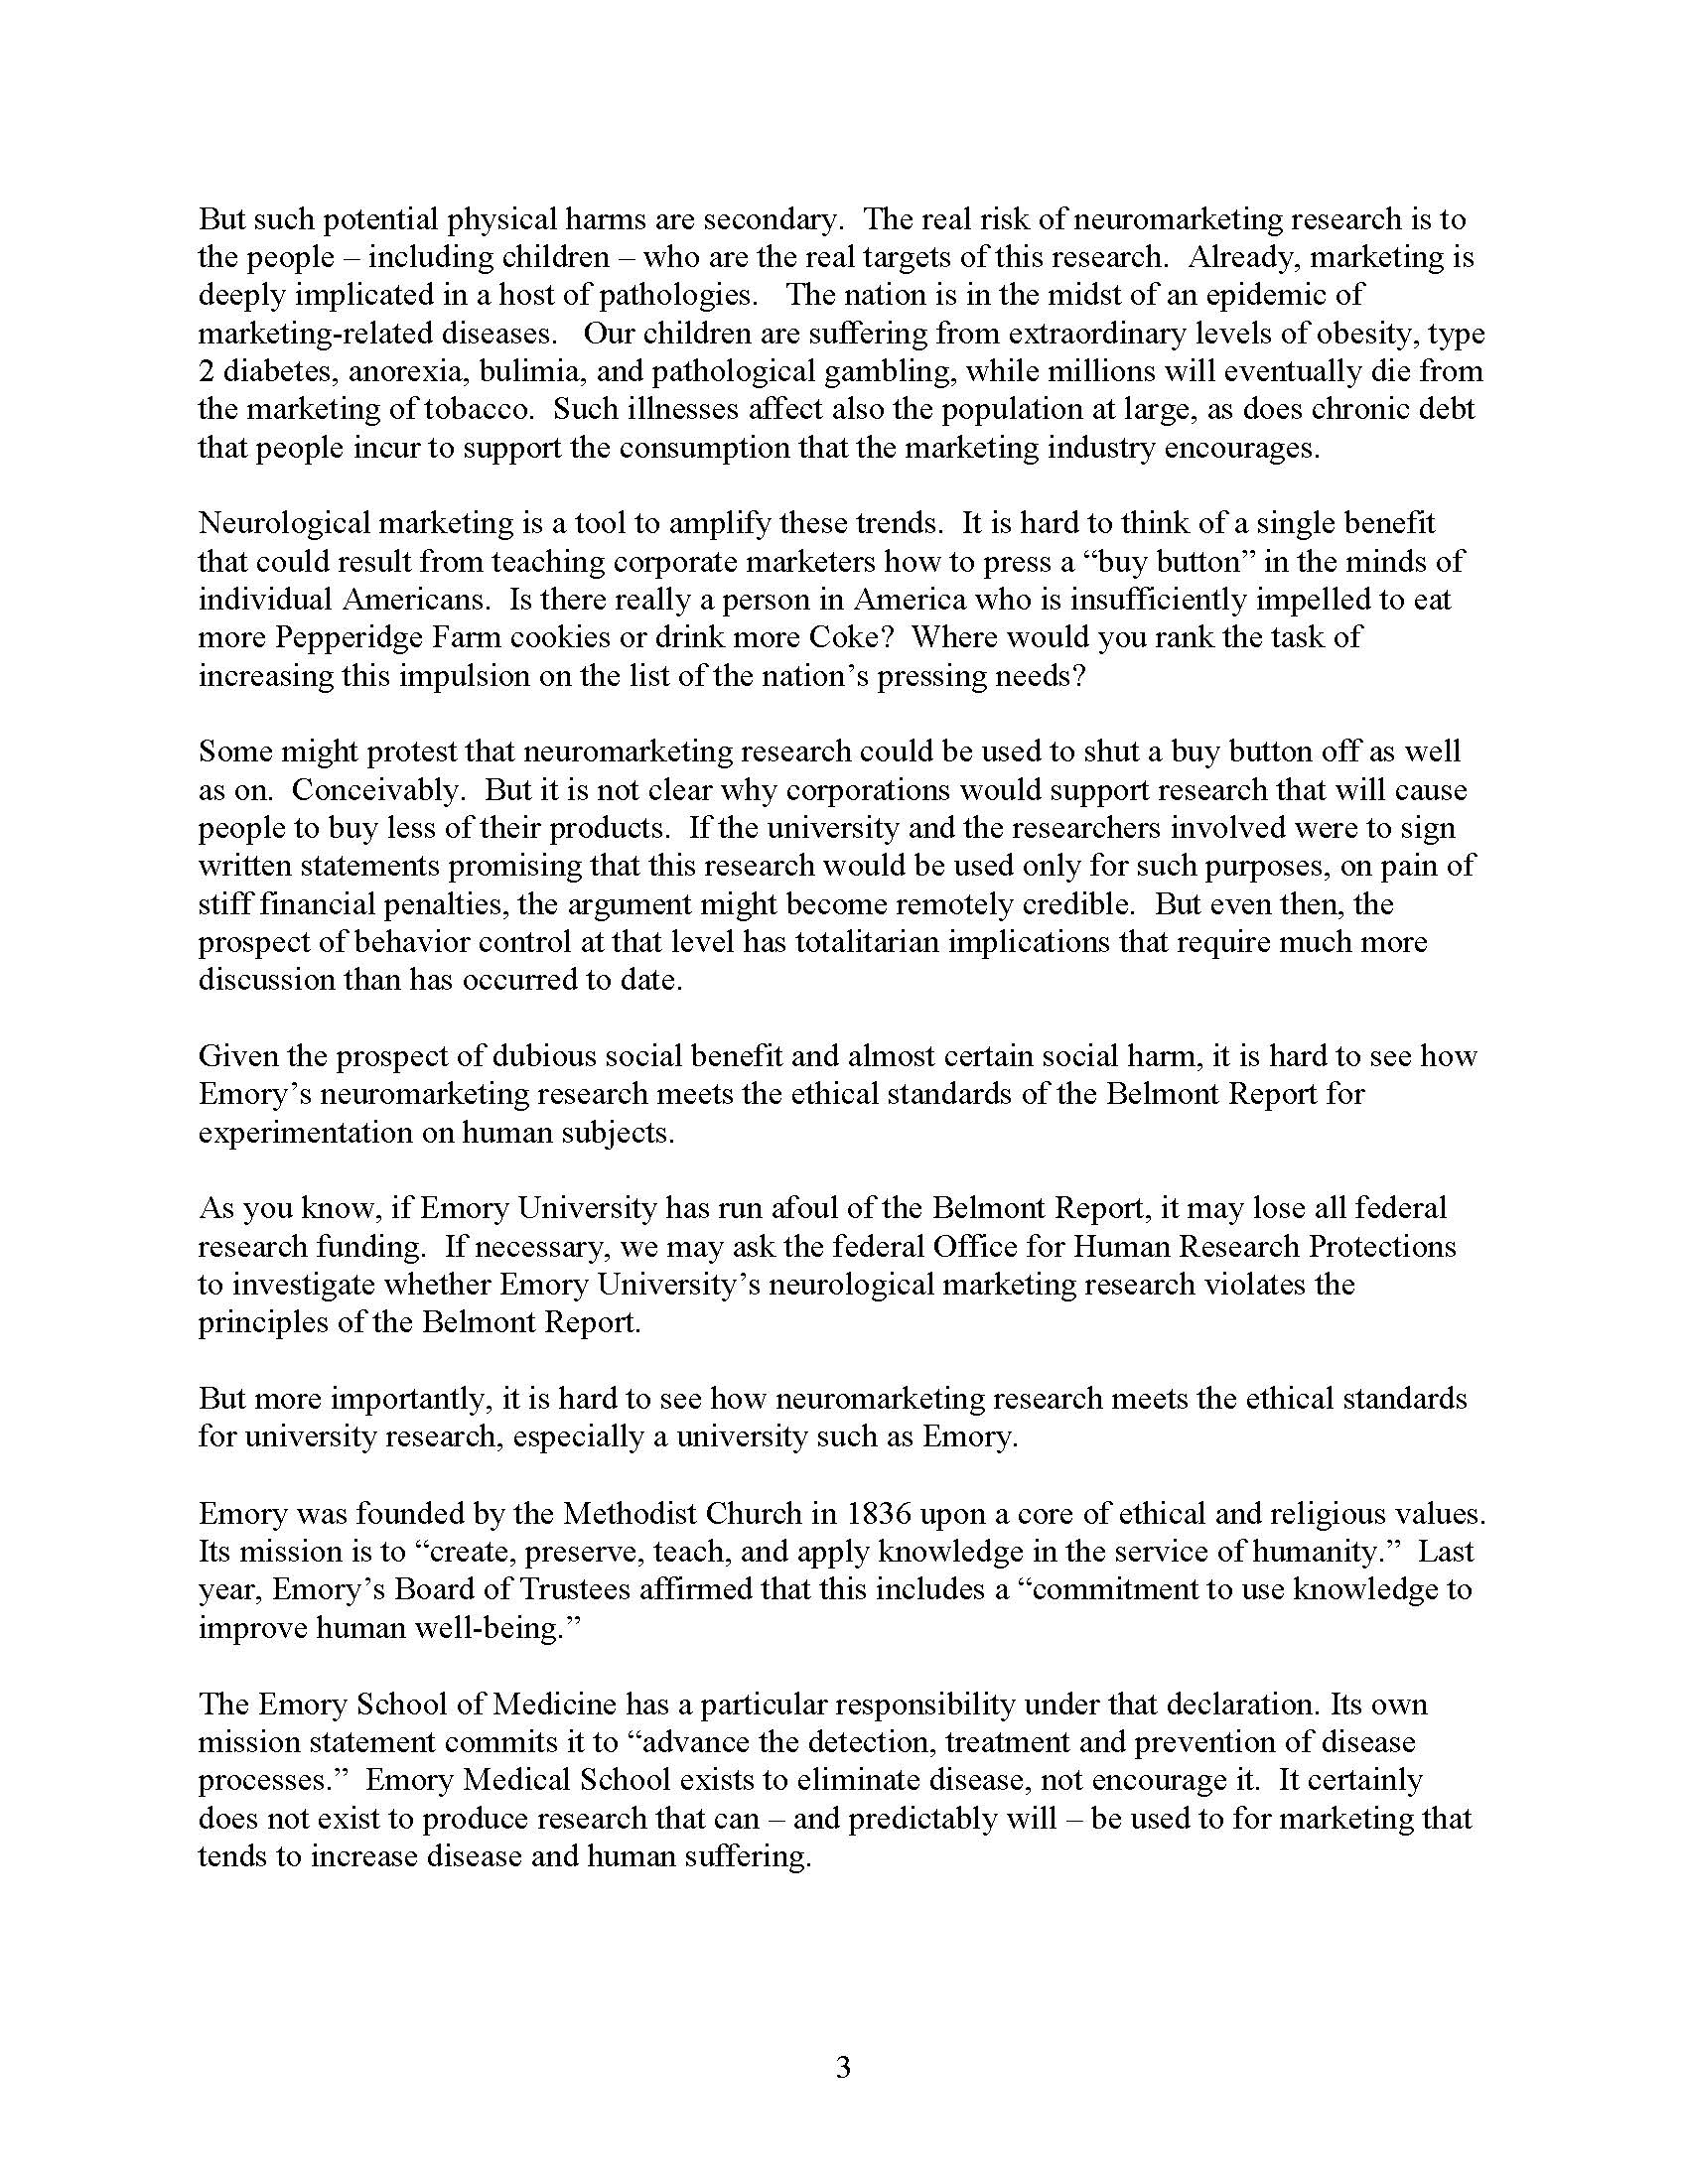 But such potential physical harms are secondary.  The real risk of neuromarketing research is to
the people – including children – who are the real targets of this research.  Already, marketing is
deeply implicated in a host of pathologies.   The nation is in the midst of an epidemic of
marketing-related diseases.   Our children are suffering from extraordinary levels of obesity, type
2 diabetes, anorexia, bulimia, and pathological gambling, while millions will eventually die from
the marketing of tobacco.  Such illnesses affect also the population at large, as does chronic debt
that people incur to support the consumption that the marketing industry encourages.

Neurological marketing is a tool to amplify these trends.  It is hard to think of a single benefit
that could result from teaching corporate marketers how to press a “buy button” in the minds of
individual Americans.  Is there really a person in America who is insufficiently impelled to eat
more Pepperidge Farm cookies or drink more Coke?  Where would you rank the task of
increasing this impulsion on the list of the nation’s pressing needs?

Some might protest that neuromarketing research could be used to shut a buy button off as well
as on.  Conceivably.  But it is not clear why corporations would support research that will cause
people to buy less of their products.  If the university and the researchers involved were to sign
written statements promising that this research would be used only for such purposes, on pain of
stiff financial penalties, the argument might become remotely credible.  But even then, the
prospect of behavior control at that level has totalitarian implications that require much more
discussion than has occurred to date.

Given the prospect of dubious social benefit and almost certain social harm, it is hard to see how
Emory’s neuromarketing research meets the ethical standards of the Belmont Report for
experimentation on human subjects.

As you know, if Emory University has run afoul of the Belmont Report, it may lose all federal
research funding.  If necessary, we may ask the federal Office for Human Research Protections
to investigate whether Emory University’s neurological marketing research violates the
principles of the Belmont Report.

But more importantly, it is hard to see how neuromarketing research meets the ethical standards
for university research, especially a university such as Emory.

Emory was founded by the Methodist Church in 1836 upon a core of ethical and religious values.
Its mission is to “create, preserve, teach, and apply knowledge in the service of humanity.”  Last
year, Emory’s Board of Trustees affirmed that this includes a “commitment to use knowledge to
improve human well-being.”

The Emory School of Medicine has a particular responsibility under that declaration. Its own
mission statement commits it to “advance the detection, treatment and prevention of disease
processes.”  Emory Medical School exists to eliminate disease, not encourage it.  It certainly
does not exist to produce research that can – and predictably will – be used to for marketing that
tends to increase disease and human suffering.

3